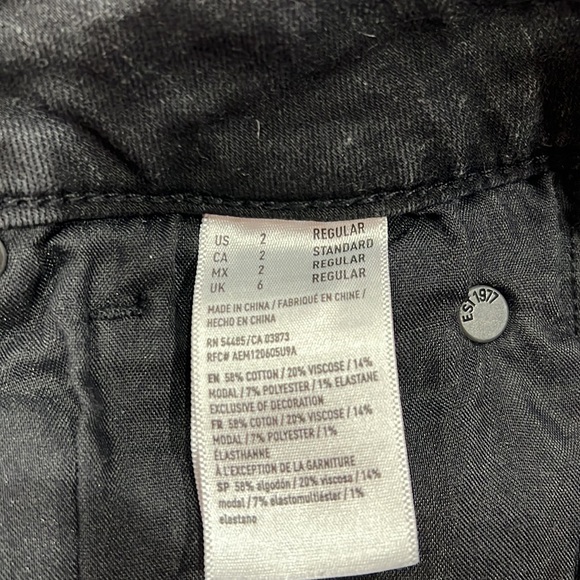 US 2 REGULAR
CA 2 STANDARD
MX 2 REGULAR
UK 6 REGULAR
MADE IN CHINA / FABRIQUÉ EN CHINE /
HECHO EN CHINA
RN 54485/CA 03873
RFC# AEM120605U9A
EN 58% COTTON / 20% VISCOSE / 14%
MODAL / 7% POLYESTER / 1% ELASTANE
EXCLUSIVE OF DECORATION
FR 58% COTON / 20% VISCOSE / 14%
MODAL / 7% POLYESTER / 1%
ÉLASTHANNE
À L'EXCEPTION DE LA GARNITURE
SP 58% algodón / 20% viscosa / 14%
modal / 7% elastomultiéster / 1%
elastano
EST 1977